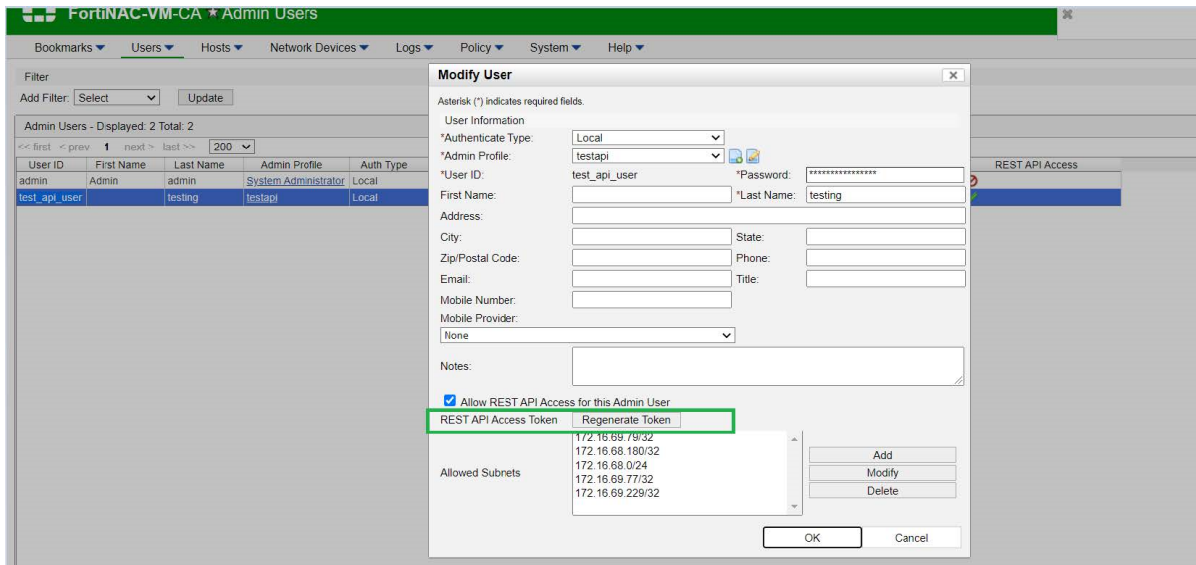 FortiNAC-VM-CA ★ Admin Users
Bookmarks Users Hosts Network Devices Logs Policy System Help
Filter
Add Filter: Select Update
Admin Users - Displayed: 2 Total: 2
<< first < prev 1 next > last >> 200
User ID First Name Last Name Admin Profile Auth Type REST API Access
admin Admin admin System Administrator Local
test_api_user testing testapi Local
Modify User
Asterisk (*) indicates required fields.
User Information
*Authenticate Type: Local
*Admin Profile: testapi
*User ID: test_api_user *Password: ****************
First Name: *Last Name: testing
Address:
City: State:
Zip/Postal Code: Phone:
Email: Title:
Mobile Number:
Mobile Provider:
None
Notes:
Allow REST API Access for this Admin User
REST API Access Token Regenerate Token
Allowed Subnets
172.16.69.79/32
172.16.68.180/32
172.16.68.0/24
172.16.69.77/32
172.16.69.229/32
Add
Modify
Delete
OK Cancel